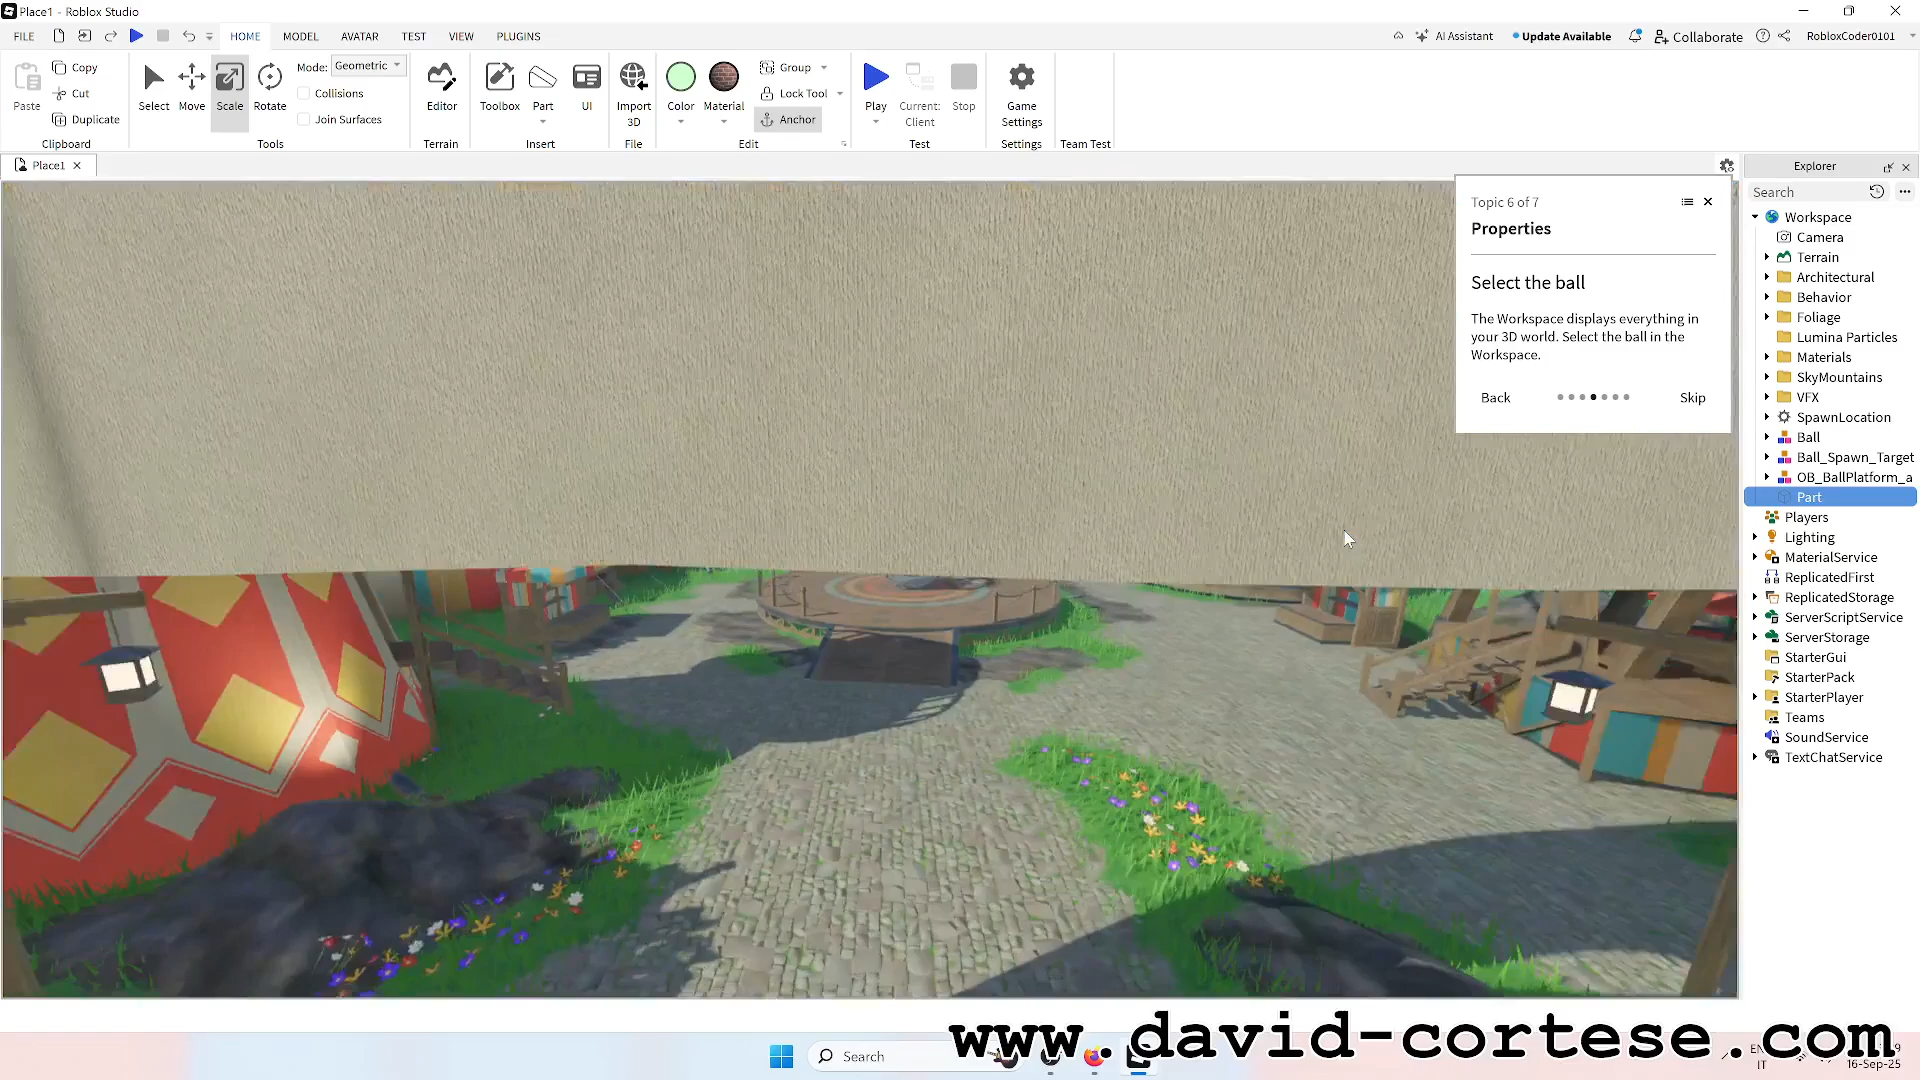 Place1 - Roblox Studio
FILE
HOME
MODEL
AVATAR
TEST
VIEW
PLUGINS
AI Assistant
Update Available
Collaborate
RobloxCoder0101
Paste
Copy
Cut
Duplicate
Clipboard
Select
Move
Scale
Rotate
Mode: Geometric
Collisions
Join Surfaces
Tools
Editor
Terrain
Toolbox
Part
UI
Insert
Import
3D
File
Color
Material
Group
Lock Tool
Anchor
Edit
Play
Current:
Client
Stop
Test
Game
Settings
Settings
Team Test
Place1
Topic 6 of 7
Properties
Select the ball
The Workspace displays everything in
your 3D world. Select the ball in the
Workspace.
Back
Skip
Explorer
Search
Workspace
Camera
Terrain
Architectural
Behavior
Foliage
Lumina Particles
Materials
SkyMountains
VFX
SpawnLocation
Ball
Ball_Spawn_Target
OB_BallPlatform_a
Part
Players
Lighting
MaterialService
ReplicatedFirst
ReplicatedStorage
ServerScriptService
ServerStorage
StarterGui
StarterPack
StarterPlayer
Teams
SoundService
TextChatService
Search
www.david-cortese.com
IT
16-Sep-25